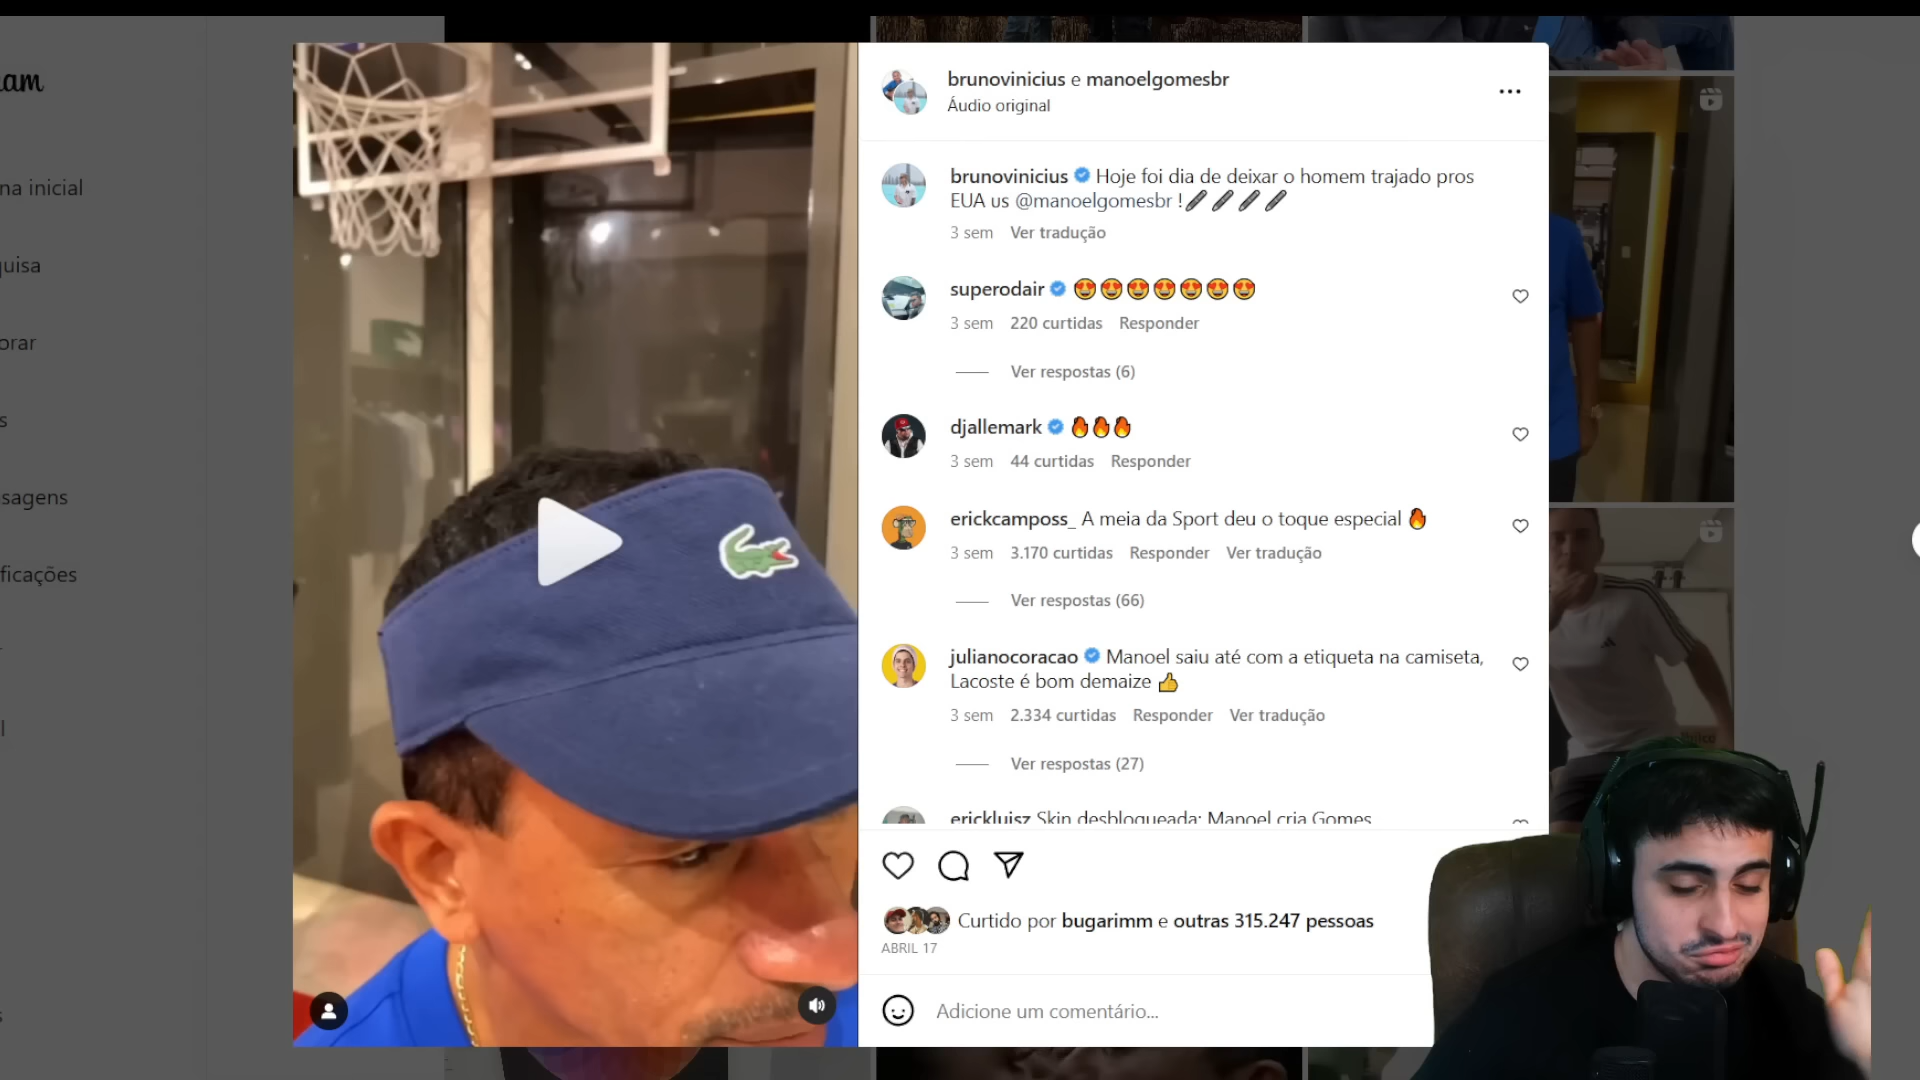 am
na inicial
uisa
orar
s
sagens
ficações
l
s
brunovinicius e manoelgomesbr
Áudio original
brunovinicius Hoje foi dia de deixar o homem trajado pros
EUA us @manoelgomesbr !
3 sem Ver tradução
superodair 😍😍😍😍😍😍😍
3 sem 220 curtidas Responder
Ver respostas (6)
djallemark 🔥🔥🔥
3 sem 44 curtidas Responder
erickcamposs_ A meia da Sport deu o toque especial 🔥
3 sem 3.170 curtidas Responder Ver tradução
Ver respostas (66)
julianocoracao Manoel saiu até com a etiqueta na camiseta,
Lacoste é bom demaize 👍
3 sem 2.334 curtidas Responder Ver tradução
Ver respostas (27)
erickluisz Skin desbloqueada: Manoel cria Gomes
Curtido por bugarimm e outras 315.247 pessoas
ABRIL 17
Adicione um comentário...